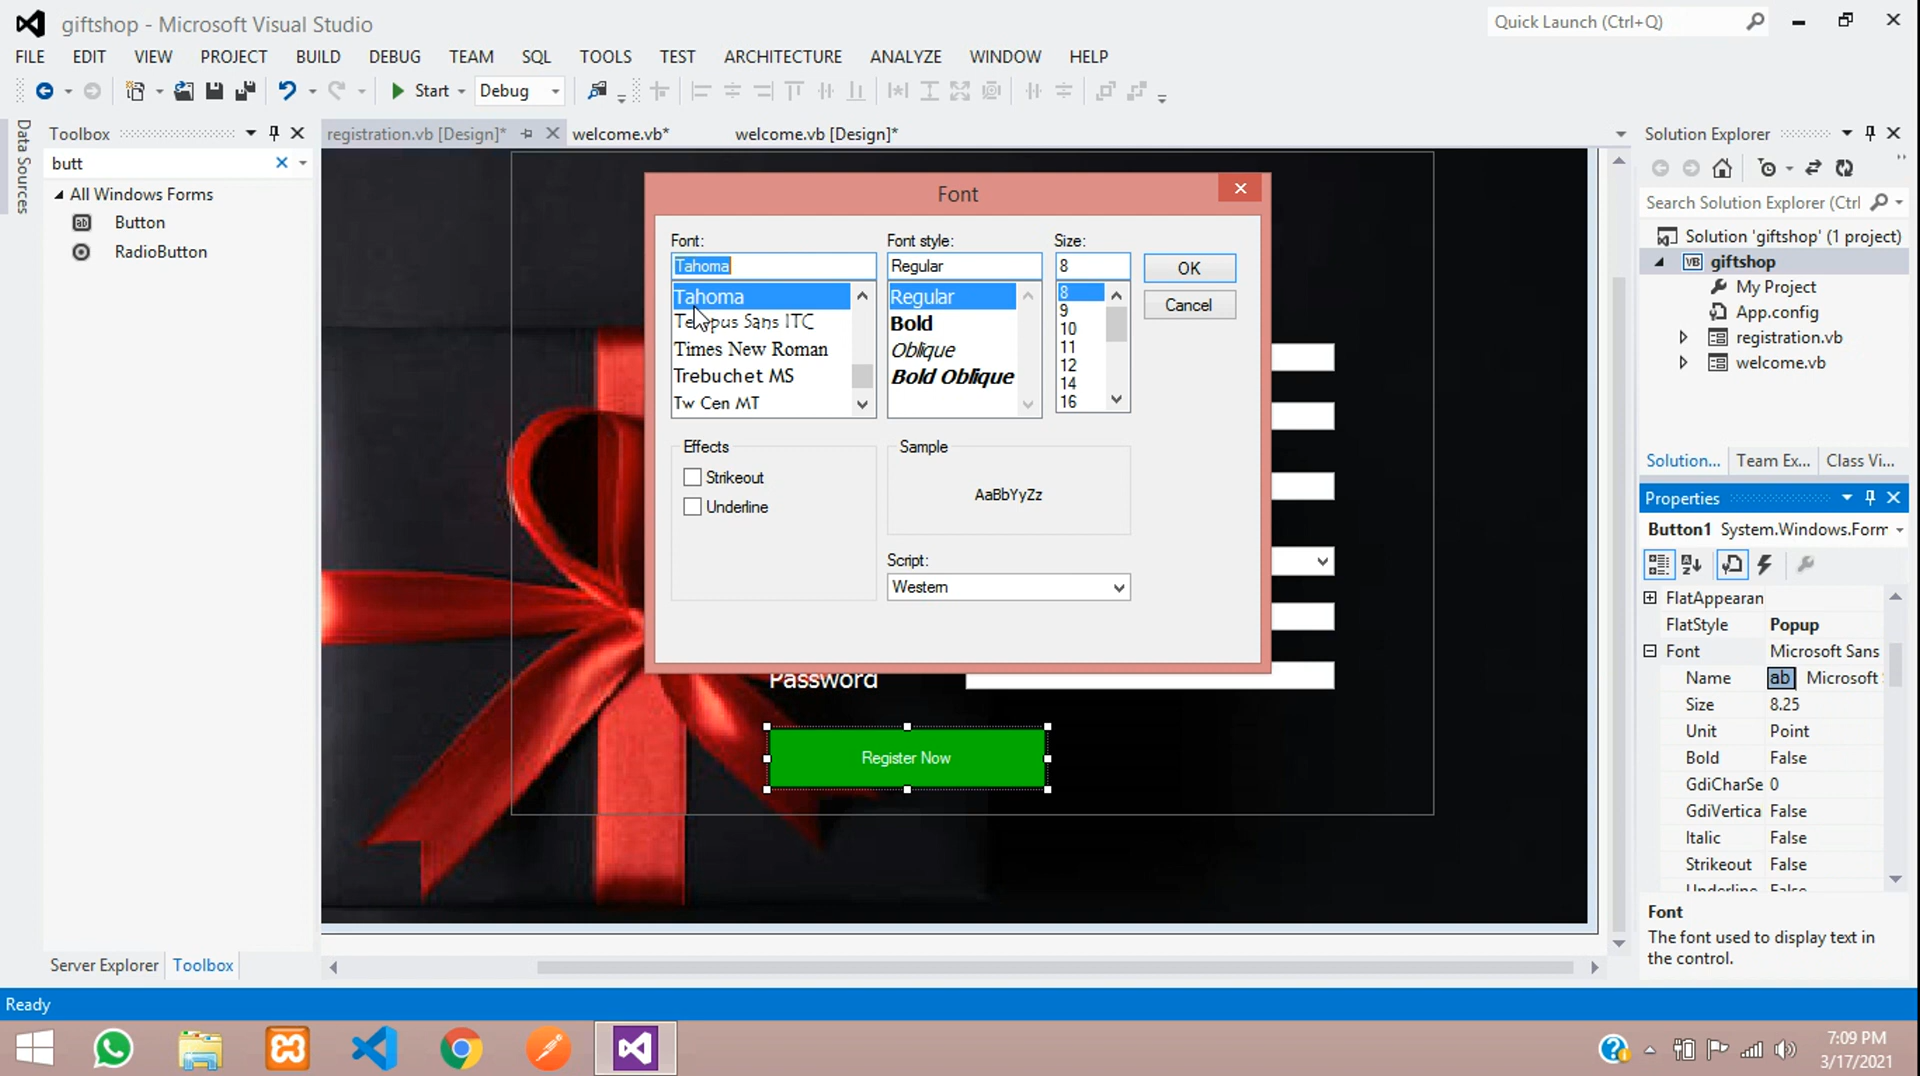 giftshop - Microsoft Visual Studio
Quick Launch (Ctrl+Q)
FILE EDIT VIEW PROJECT BUILD DEBUG TEAM SQL TOOLS TEST ARCHITECTURE ANALYZE WINDOW HELP
Start Debug
Data Sources
Toolbox
registration.vb [Design]* welcome.vb* welcome.vb [Design]*
butt
All Windows Forms
Button
RadioButton
Font
Font:
Tahoma
Tahoma
Tempus Sans ITC
Times New Roman
Trebuchet MS
Tw Cen MT
Font style:
Regular
Regular
Bold
Oblique
Bold Oblique
Size:
8
8
9
10
11
12
14
16
OK
Cancel
Effects
Strikeout
Underline
Sample
AaBbYyZz
Script:
Western
Password
Register Now
Solution Explorer
Search Solution Explorer (Ctrl
Solution 'giftshop' (1 project)
giftshop
My Project
App.config
registration.vb
welcome.vb
Solution... Team Ex... Class Vi...
Properties
Button1 System.Windows.Form
FlatAppearan
FlatStyle Popup
Font Microsoft Sans
Name ab Microsoft
Size 8.25
Unit Point
Bold False
GdiCharSe 0
GdiVertica False
Italic False
Strikeout False
Underline False
Font
The font used to display text in
the control.
Server Explorer Toolbox
Ready
7:09 PM
3/17/2021